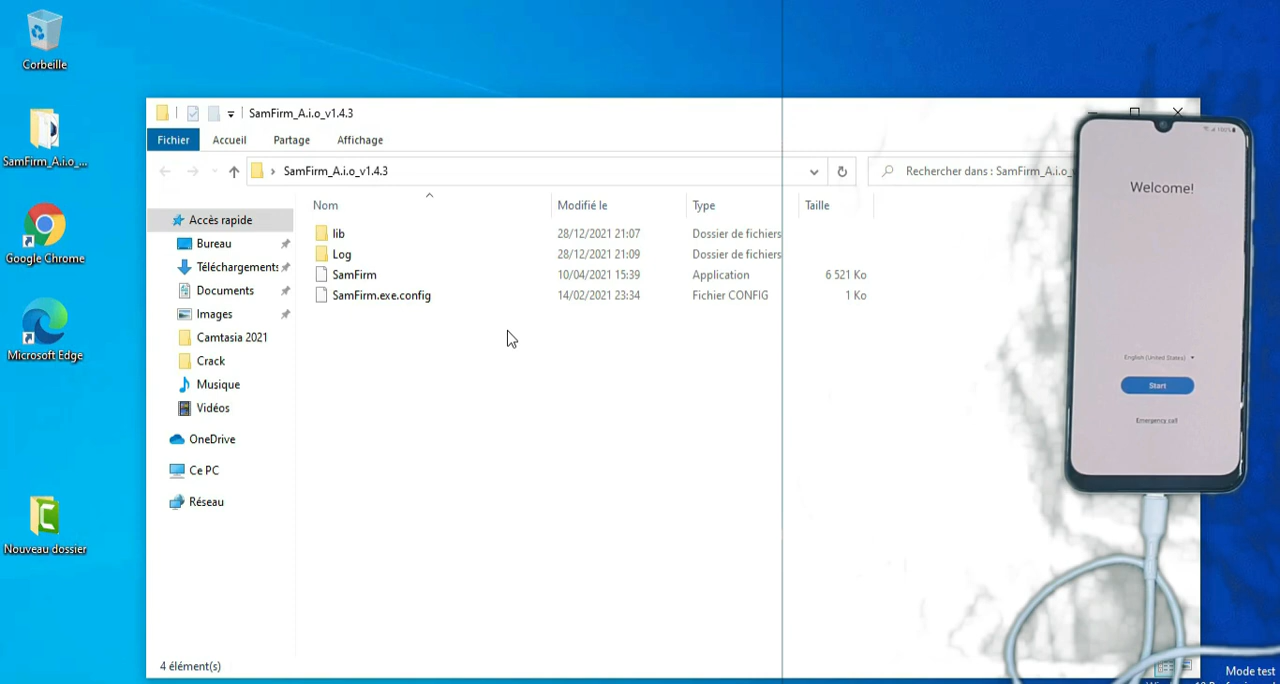 Corbeille
SamFirm_A.i.o_...
Google Chrome
Microsoft Edge
Nouveau dossier
SamFirm_A.i.o_v1.4.3
Fichier Accueil Partage Affichage
SamFirm_A.i.o_v1.4.3
Rechercher dans : SamFirm_A.i.o_
Nom Modifié le Type Taille
lib 28/12/2021 21:07 Dossier de fichiers
Log 28/12/2021 21:09 Dossier de fichiers
SamFirm 10/04/2021 15:39 Application 6 521 Ko
SamFirm.exe.config 14/02/2021 23:34 Fichier CONFIG 1 Ko
Accès rapide
Bureau
Téléchargements
Documents
Images
Camtasia 2021
Crack
Musique
Vidéos
OneDrive
Ce PC
Réseau
4 élément(s)
100%
Welcome!
English (United States)
Start
Emergency call
Mode test